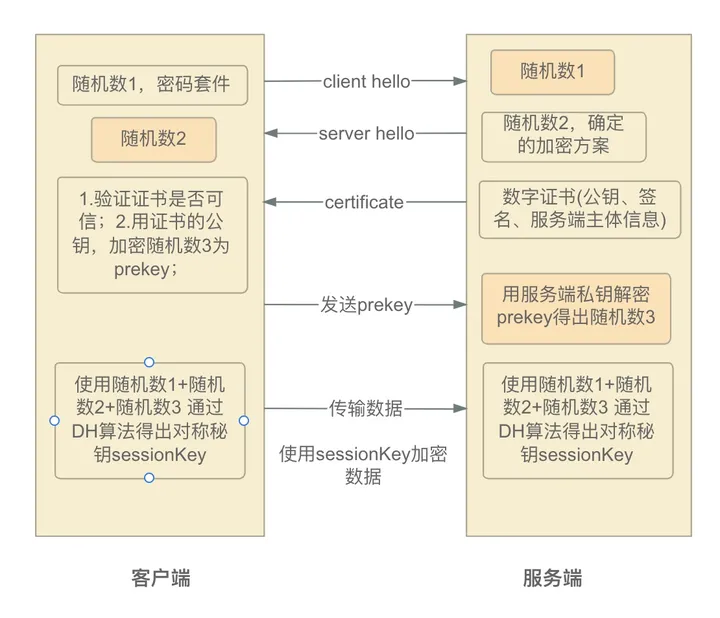 随机数1，密码套件
client hello
随机数1
随机数2
server hello
随机数2，确定
的加密方案
1.验证证书是否可
信；2.用证书的公
钥，加密随机数3为
prekey；
certificate
数字证书(公钥、签
名、服务端主体信息)
发送prekey
用服务端私钥解密
prekey得出随机数3
使用随机数1+随机
数2+随机数3 通过
DH算法得出对称秘
钥sessionKey
传输数据
使用sessionKey加密
数据
使用随机数1+随机
数2+随机数3 通过
DH算法得出对称秘
钥sessionKey
客户端
服务端